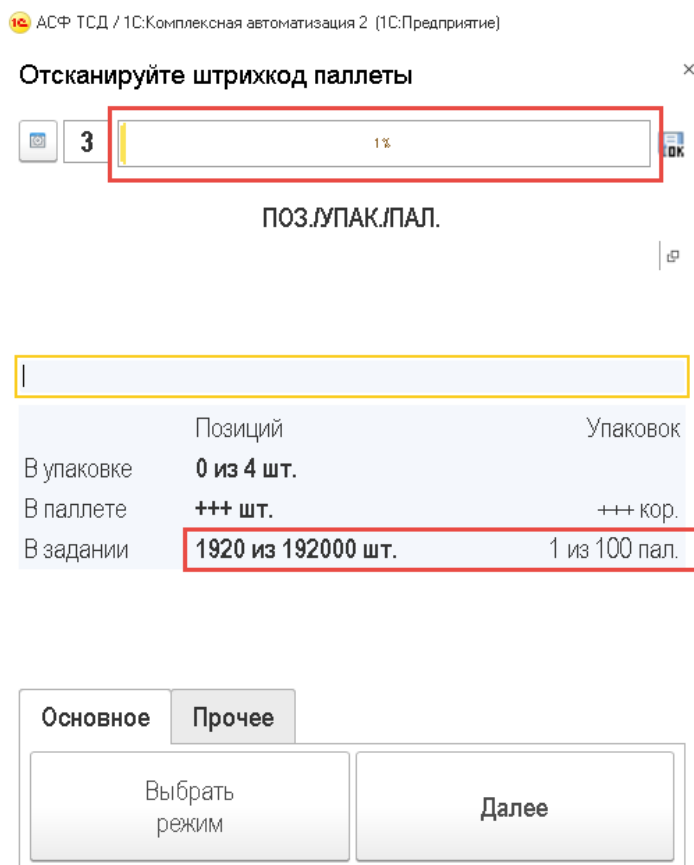 АСФ ТСД / 1С:Комплексная автоматизация 2 (1С:Предприятие)
Отсканируйте штрихкод паллеты
3
1 %
ПОЗ./УПАК./ПАЛ.
Позиций Упаковок
В упаковке 0 из 4 шт.
В паллете +++ шт. +++ кор.
В задании 1920 из 192000 шт. 1 из 100 пал.
Основное Прочее
Выбрать
режим
Далее